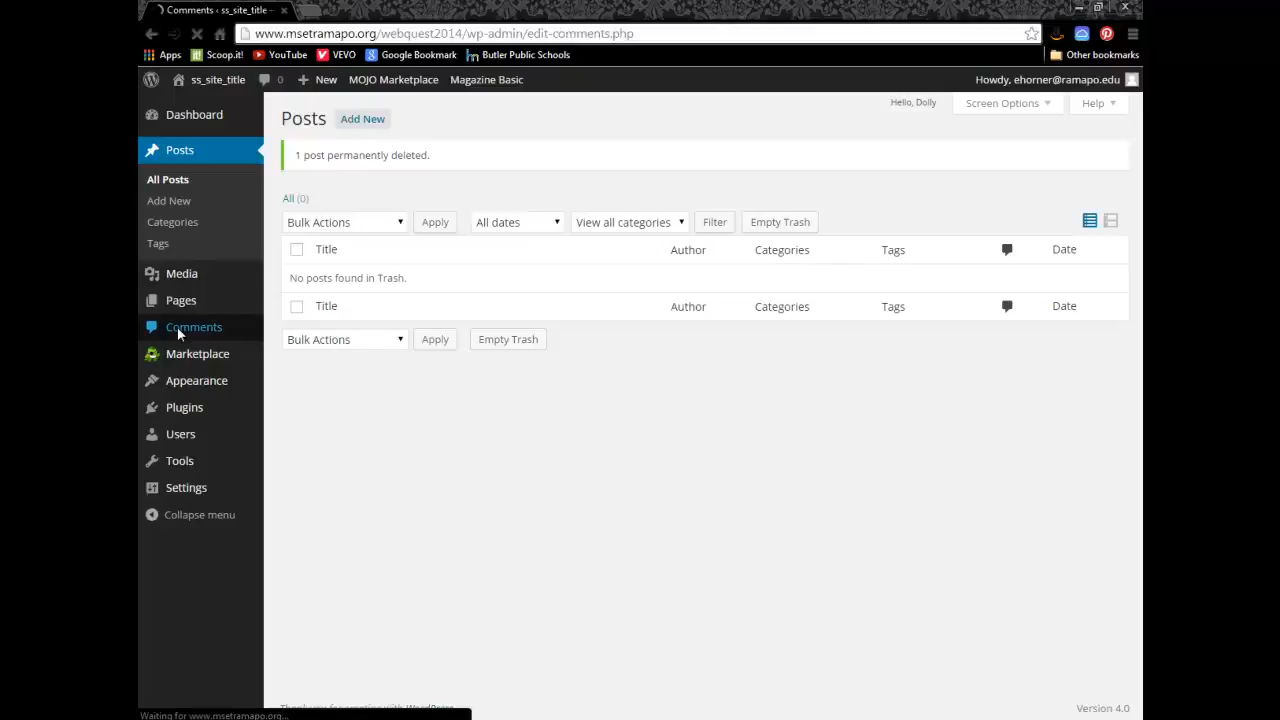 Comments ‹ ss_site_title –
www.msetramapo.org/webquest2014/wp-admin/edit-comments.php
Apps Scoop.it! YouTube VEVO Google Bookmark Butler Public Schools Other bookmarks
ss_site_title 0 New MOJO Marketplace Magazine Basic Howdy, ehorner@ramapo.edu
Hello, Dolly Screen Options Help
Dashboard
Posts
All Posts
Add New
Categories
Tags
Media
Pages
Comments
Marketplace
Appearance
Plugins
Users
Tools
Settings
Collapse menu
Posts Add New
1 post permanently deleted.
All (0)
Bulk Actions Apply All dates View all categories Filter Empty Trash
Title Author Categories Tags Date
No posts found in Trash.
Title Author Categories Tags Date
Bulk Actions Apply Empty Trash
Version 4.0
Waiting for www.msetramapo.org...